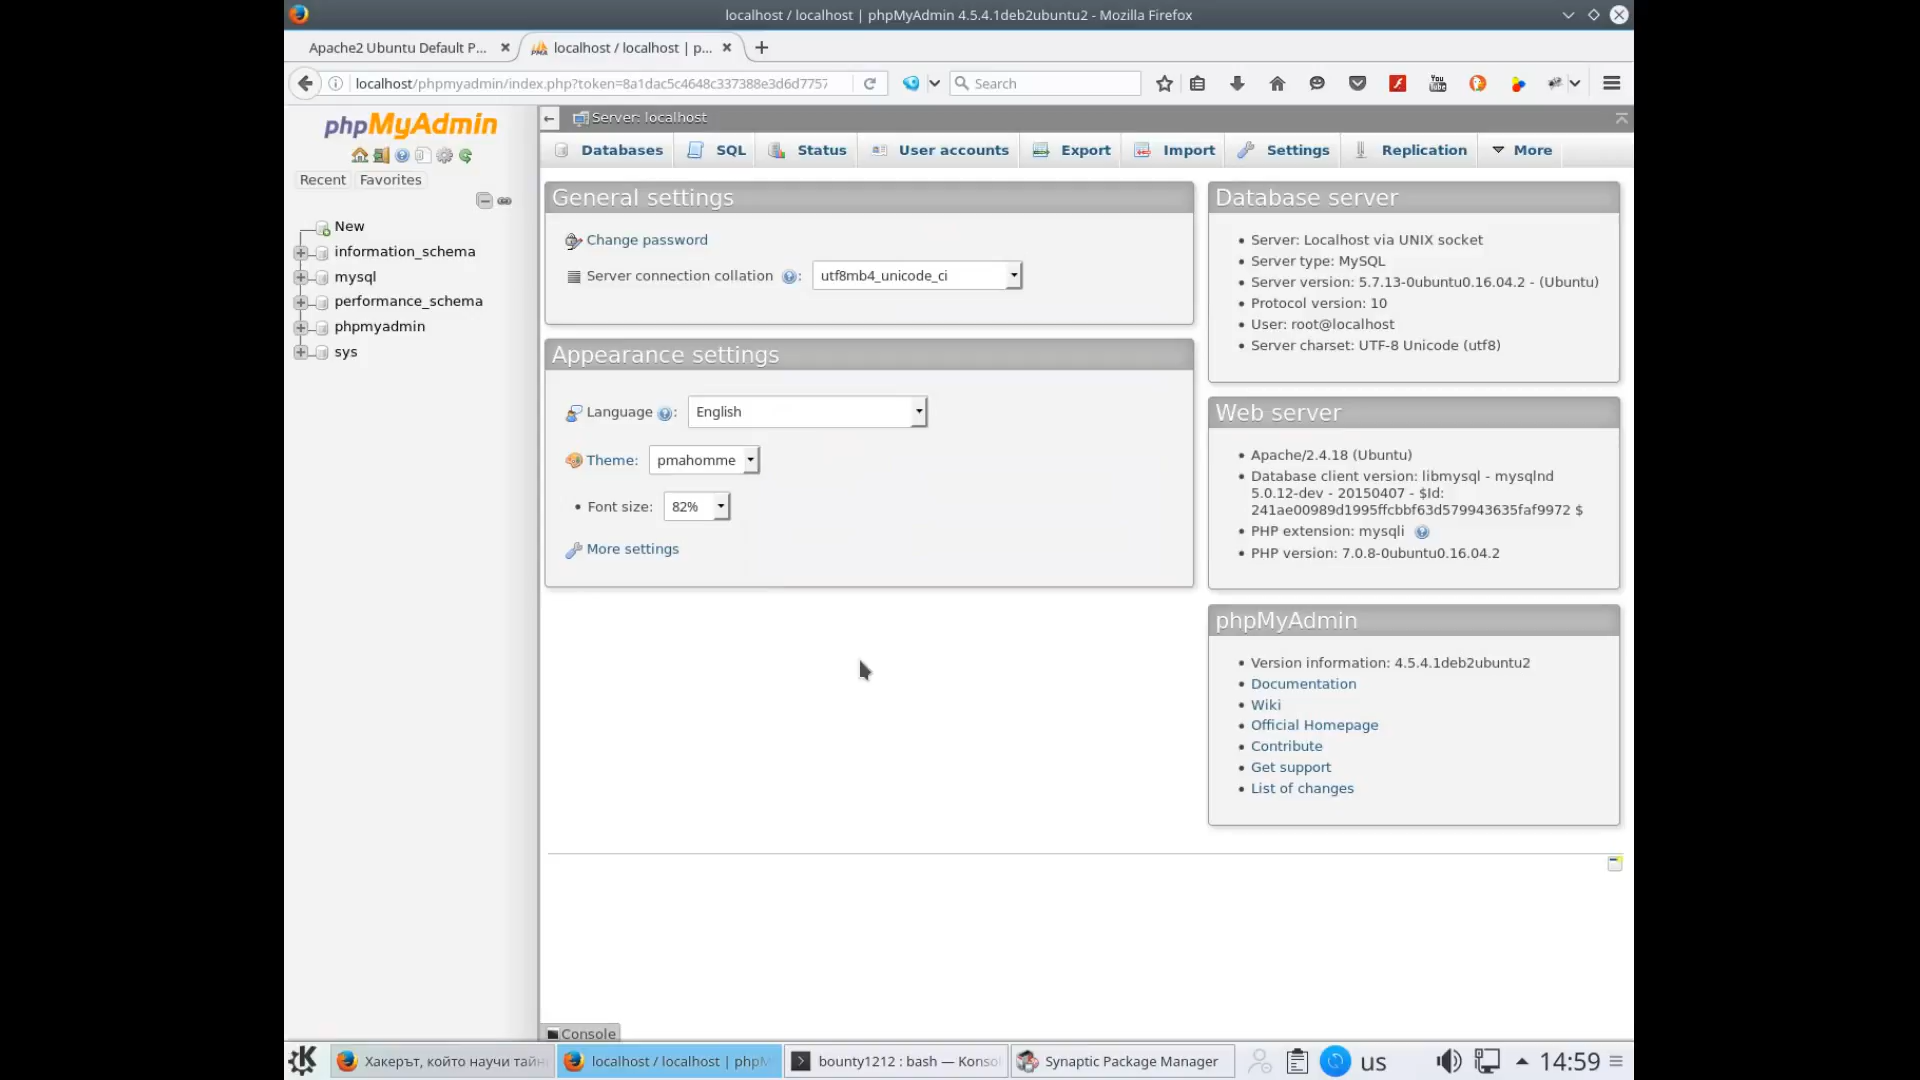 localhost / localhost | phpMyAdmin 4.5.4.1deb2ubuntu2 - Mozilla Firefox
Apache2 Ubuntu Default P...
localhost / localhost | p...
localhost/phpmyadmin/index.php?token=8a1dac5c4648c337388e3d6d7757
Search
You Tube
phpMyAdmin
Recent
Favorites
New
information_schema
mysql
performance_schema
phpmyadmin
sys
Server: localhost
Databases
SQL
Status
User accounts
Export
Import
Settings
Replication
More
General settings
Change password
Server connection collation :
utf8mb4_unicode_ci
Appearance settings
Language :
English
Theme:
pmahomme
Font size:
82%
More settings
Database server
Server: Localhost via UNIX socket
Server type: MySQL
Server version: 5.7.13-0ubuntu0.16.04.2 - (Ubuntu)
Protocol version: 10
User: root@localhost
Server charset: UTF-8 Unicode (utf8)
Web server
Apache/2.4.18 (Ubuntu)
Database client version: libmysql - mysqlnd
5.0.12-dev - 20150407 - $Id:
241ae00989d1995ffcbbf63d579943635faf9972 $
PHP extension: mysqli
PHP version: 7.0.8-0ubuntu0.16.04.2
phpMyAdmin
Version information: 4.5.4.1deb2ubuntu2
Documentation
Wiki
Official Homepage
Contribute
Get support
List of changes
Console
Хакерът, който научи тайн
localhost / localhost | phpM
bounty1212 : bash — Konso
Synaptic Package Manager
us
14:59